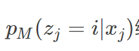 p_M(z_j = i|x_j)